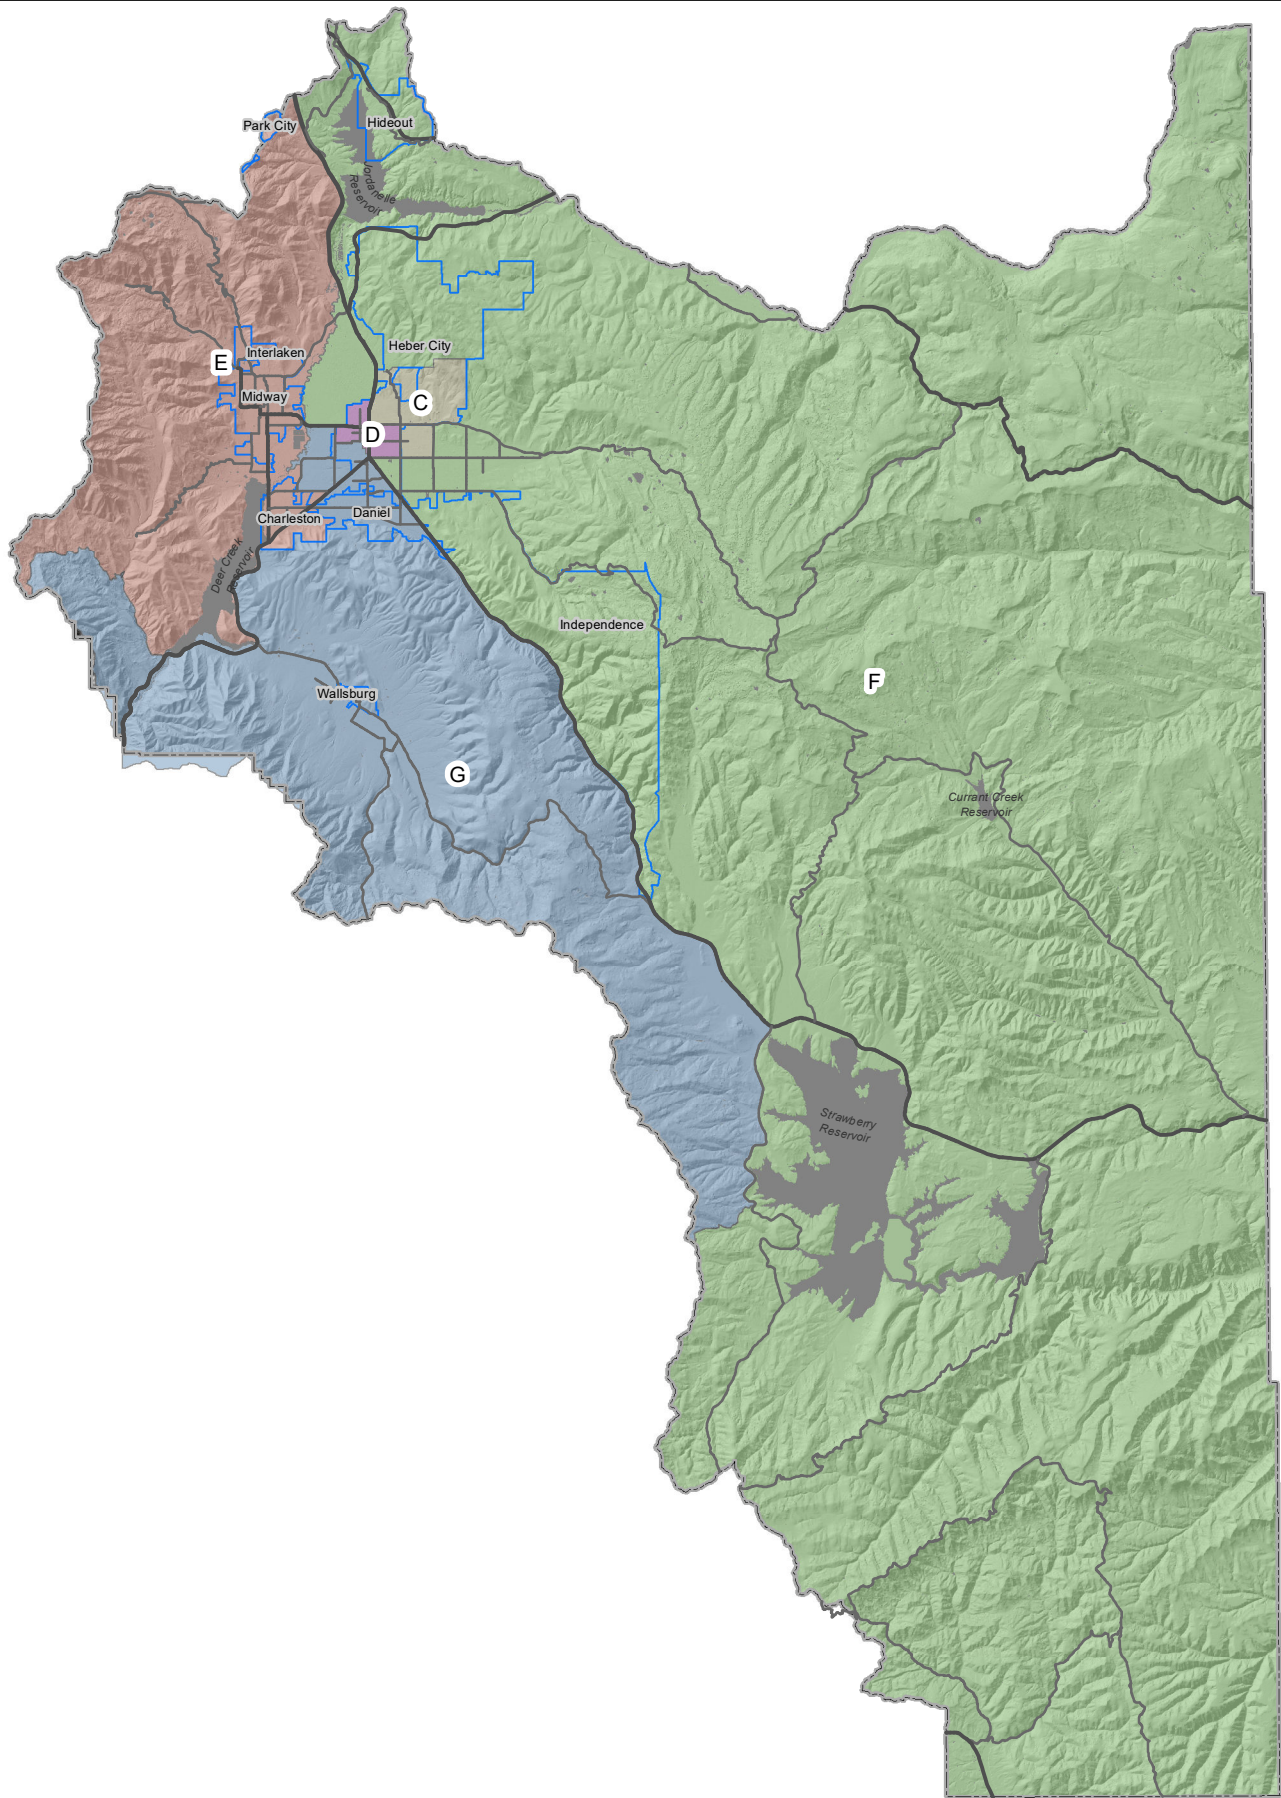 Park City
Hideout
Jordanelle
Reservoir
Heber City
Interlaken
E
Midway
C
D
Charleston
Daniel
Deer Creek
Reservoir
Independence
F
Wallsburg
G
Currant Creek
Reservoir
Strawberry
Reservoir